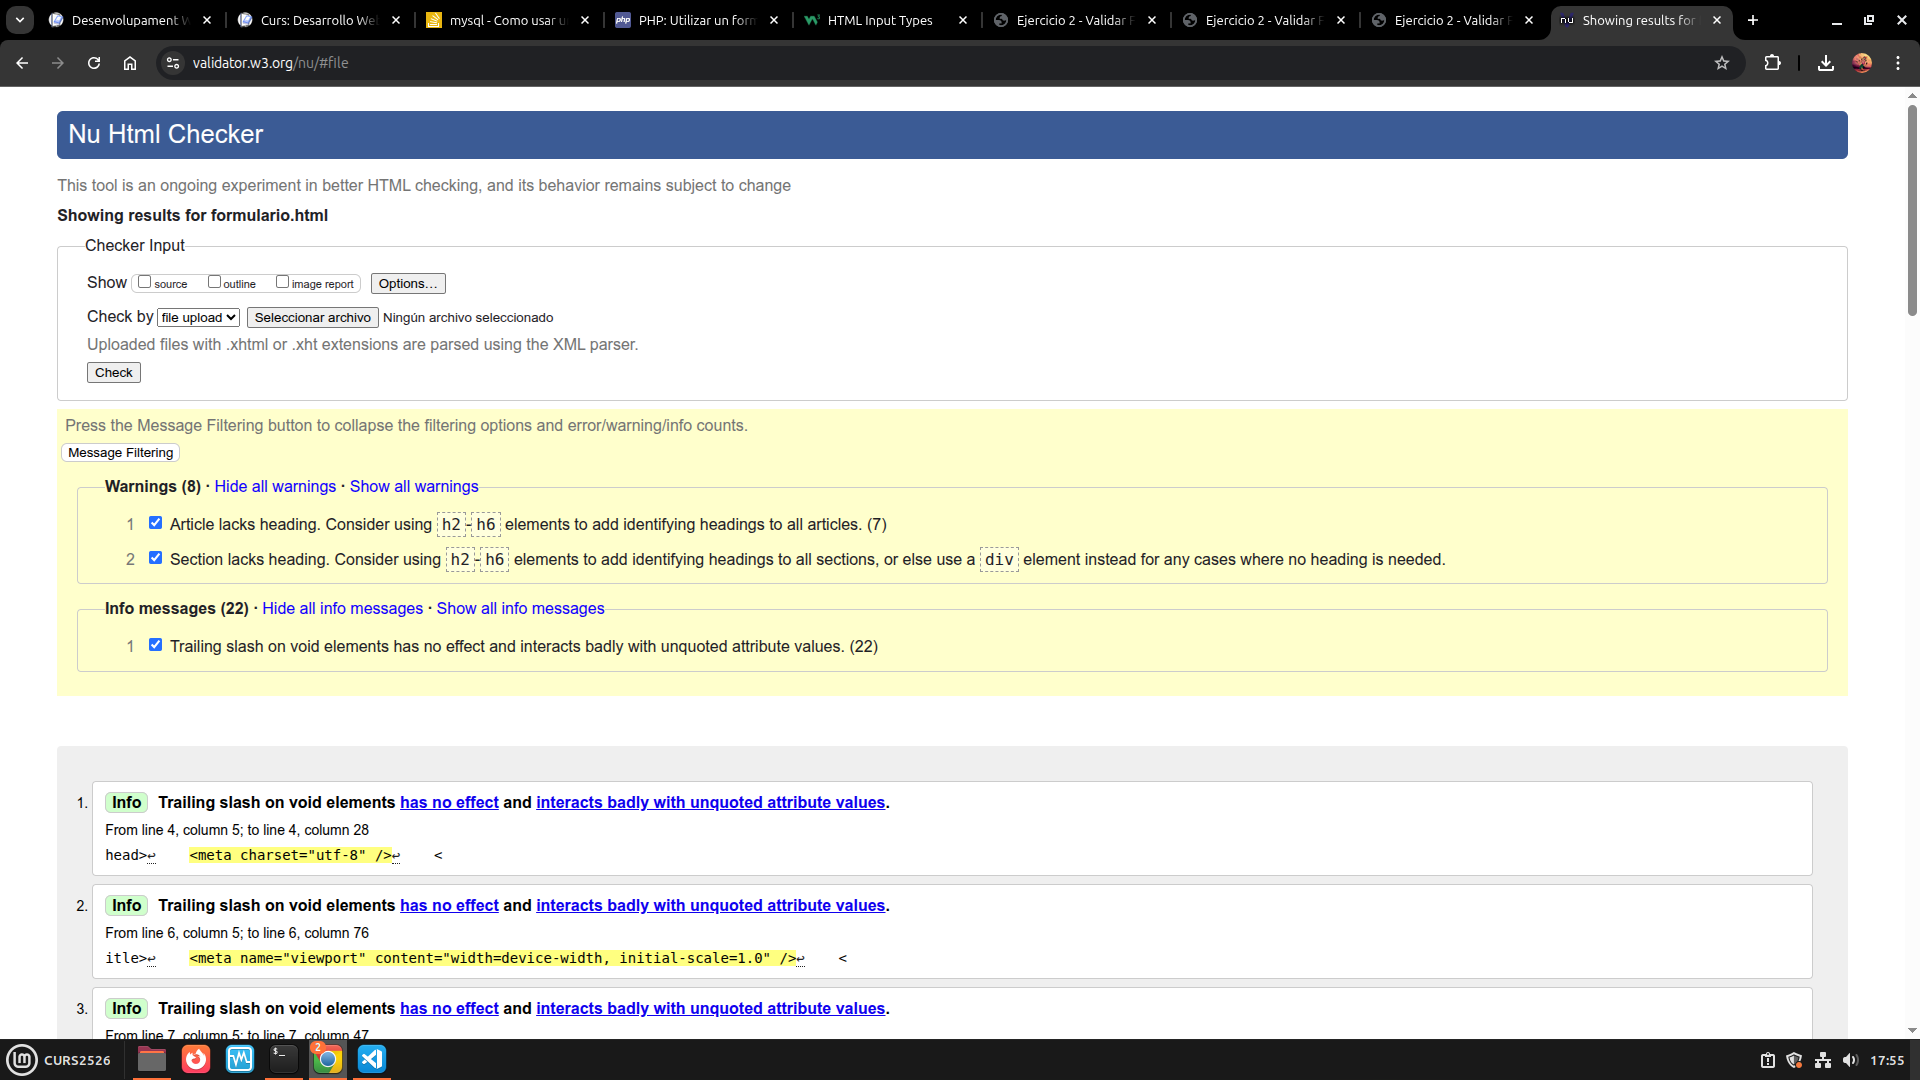 Desenvolupament W
Curs: Desarrollo We
mysql - Como usar u
PHP: Utilizar un for
HTML Input Types
Ejercicio 2 - Validar F
Ejercicio 2 - Validar F
Ejercicio 2 - Validar F
Showing results for
validator.w3.org/nu/#file
Nu Html Checker
This tool is an ongoing experiment in better HTML checking, and its behavior remains subject to change
Showing results for formulario.html
Checker Input
Show source outline image report Options…
Check by file upload Seleccionar archivo Ningún archivo seleccionado
Uploaded files with .xhtml or .xht extensions are parsed using the XML parser.
Check
Press the Message Filtering button to collapse the filtering options and error/warning/info counts.
Message Filtering
Warnings (8) · Hide all warnings · Show all warnings
1 Article lacks heading. Consider using h2-h6 elements to add identifying headings to all articles. (7)
2 Section lacks heading. Consider using h2-h6 elements to add identifying headings to all sections, or else use a div element instead for any cases where no heading is needed.
Info messages (22) · Hide all info messages · Show all info messages
1 Trailing slash on void elements has no effect and interacts badly with unquoted attribute values. (22)
1. Info Trailing slash on void elements has no effect and interacts badly with unquoted attribute values.
From line 4, column 5; to line 4, column 28
head>↩ <meta charset="utf-8" />↩ <
2. Info Trailing slash on void elements has no effect and interacts badly with unquoted attribute values.
From line 6, column 5; to line 6, column 76
itle>↩ <meta name="viewport" content="width=device-width, initial-scale=1.0" />↩ <
3. Info Trailing slash on void elements has no effect and interacts badly with unquoted attribute values.
From line 7, column 5; to line 7, column 47
CURS2526
2
17:55